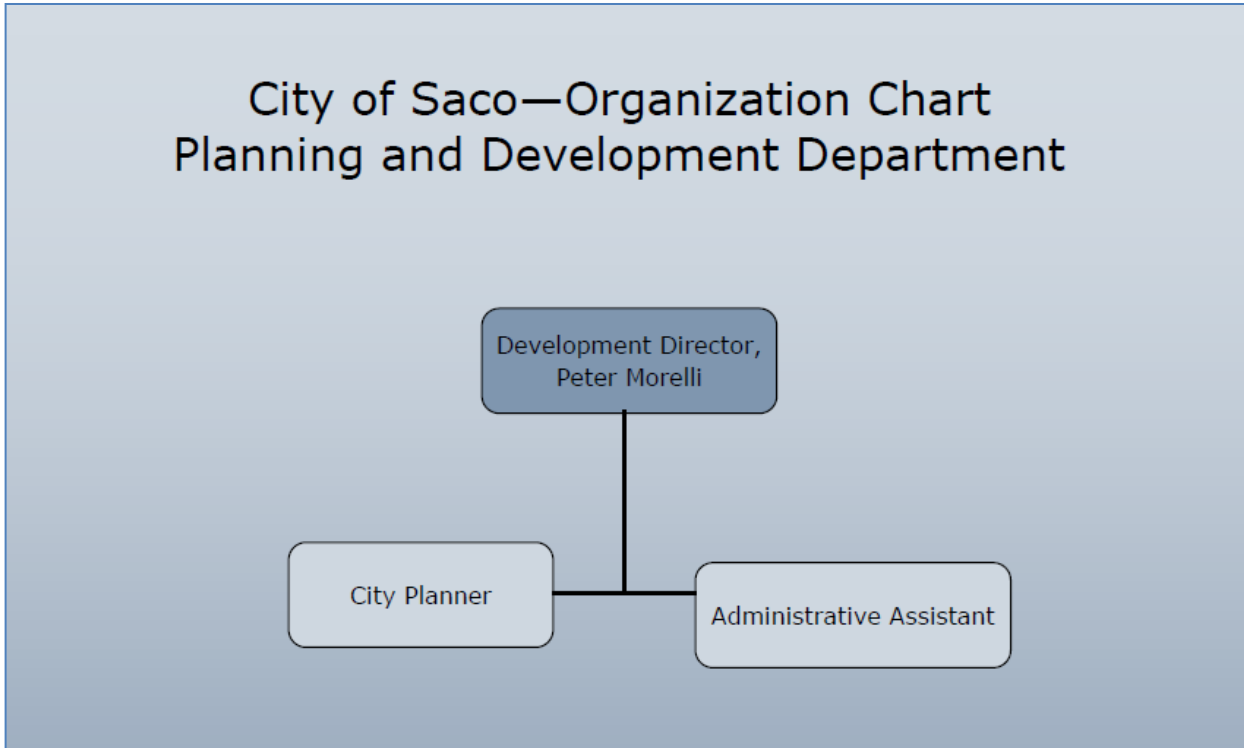 City of Saco—Organization Chart
Planning and Development Department
Development Director,
Peter Morelli
City Planner
Administrative Assistant